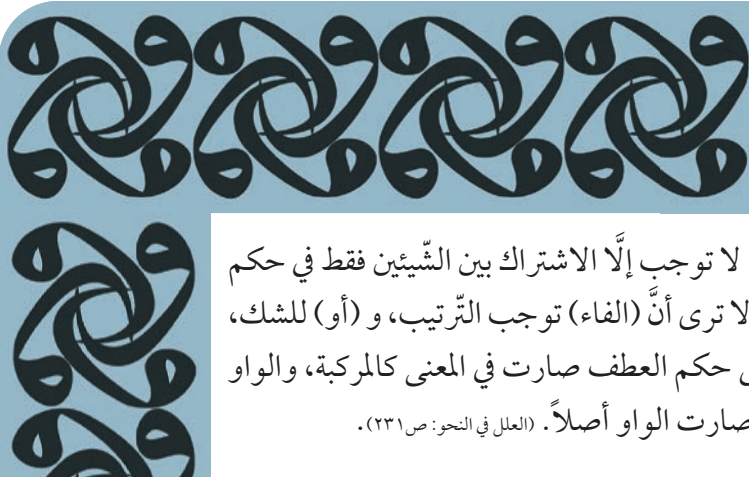 لا توجب إلَّا الاشتراك بين الشّيئين فقط في حكم
لا ترى أنَّ (الفاء) توجب التّرتيب، و (أو) للشك،
حكم العطف صارت في المعنى كالمركبة، والواو
صارت الواو أصلاً. (العلل في النحو: ص٢٣١).